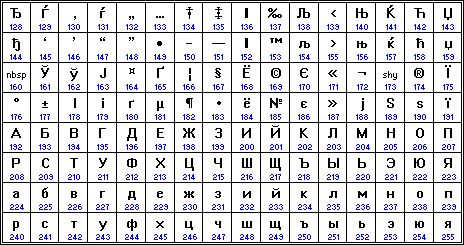 Ђ Ѓ ‚ ѓ „ … † ‡ ‰ Љ ‹ Њ Ќ Ћ Џ
128 129 130 131 132 133 134 135 136 137 138 139 140 141 142 143
ђ ‘ ’ “ ” • – — ™ љ › њ ќ ћ џ
144 145 146 147 148 149 150 151 152 153 154 155 156 157 158 159
nbsp Ў ў Ј ¤ Ґ ¦ § Ё © Є « ¬ shy ® Ї
160 161 162 163 164 165 166 167 168 169 170 171 172 173 174 175
° ± І і ґ µ ¶ · ё № є » ј Ѕ ѕ ї
176 177 178 179 180 181 182 183 184 185 186 187 188 189 190 191
А Б В Г Д Е Ж З И Й К Л М Н О П
192 193 194 195 196 197 198 199 200 201 202 203 204 205 206 207
Р С Т У Ф Х Ц Ч Ш Щ Ъ Ы Ь Э Ю Я
208 209 210 211 212 213 214 215 216 217 218 219 220 221 222 223
а б в г д е ж з и й к л м н о п
224 225 226 227 228 229 230 231 232 233 234 235 236 237 238 239
р с т у ф х ц ч ш щ ъ ы ь э ю я
240 241 242 243 244 245 246 247 248 249 250 251 252 253 254 255